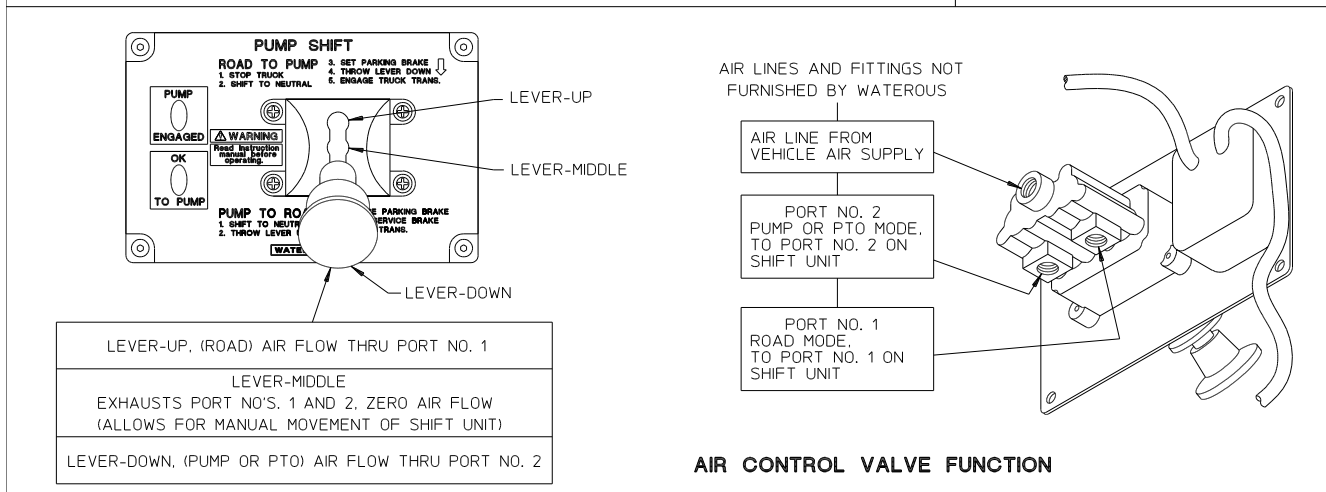 PUMP SHIFT
ROAD TO PUMP
1. STOP TRUCK
2. SHIFT TO NEUTRAL
3. SET PARKING BRAKE
4. THROW LEVER DOWN
5. ENGAGE TRUCK TRANS.
PUMP
ENGAGED
WARNING
Read instruction
manual before
operating.
OK
TO PUMP
PUMP TO RO
1. SHIFT TO NEUTR
2. THROW LEVER
E PARKING BRAKE
SERVICE BRAKE
TRANS.
WATE
LEVER-UP
LEVER-MIDDLE
LEVER-DOWN
LEVER-UP, (ROAD) AIR FLOW THRU PORT NO. 1
LEVER-MIDDLE
EXHAUSTS PORT NO'S. 1 AND 2, ZERO AIR FLOW
(ALLOWS FOR MANUAL MOVEMENT OF SHIFT UNIT)
LEVER-DOWN, (PUMP OR PTO) AIR FLOW THRU PORT NO. 2
AIR LINES AND FITTINGS NOT
FURNISHED BY WATEROUS
AIR LINE FROM
VEHICLE AIR SUPPLY
PORT NO. 2
PUMP OR PTO MODE,
TO PORT NO. 2 ON
SHIFT UNIT
PORT NO. 1
ROAD MODE,
TO PORT NO. 1 ON
SHIFT UNIT
AIR CONTROL VALVE FUNCTION